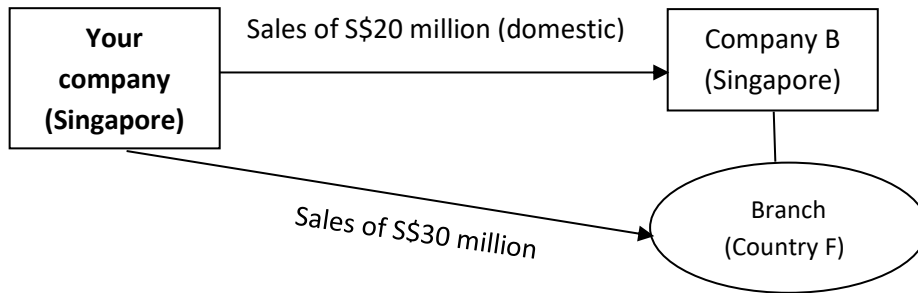 Your
company
(Singapore)
Sales of S$20 million (domestic)
Company B
(Singapore)
Sales of S$30 million
Branch
(Country F)